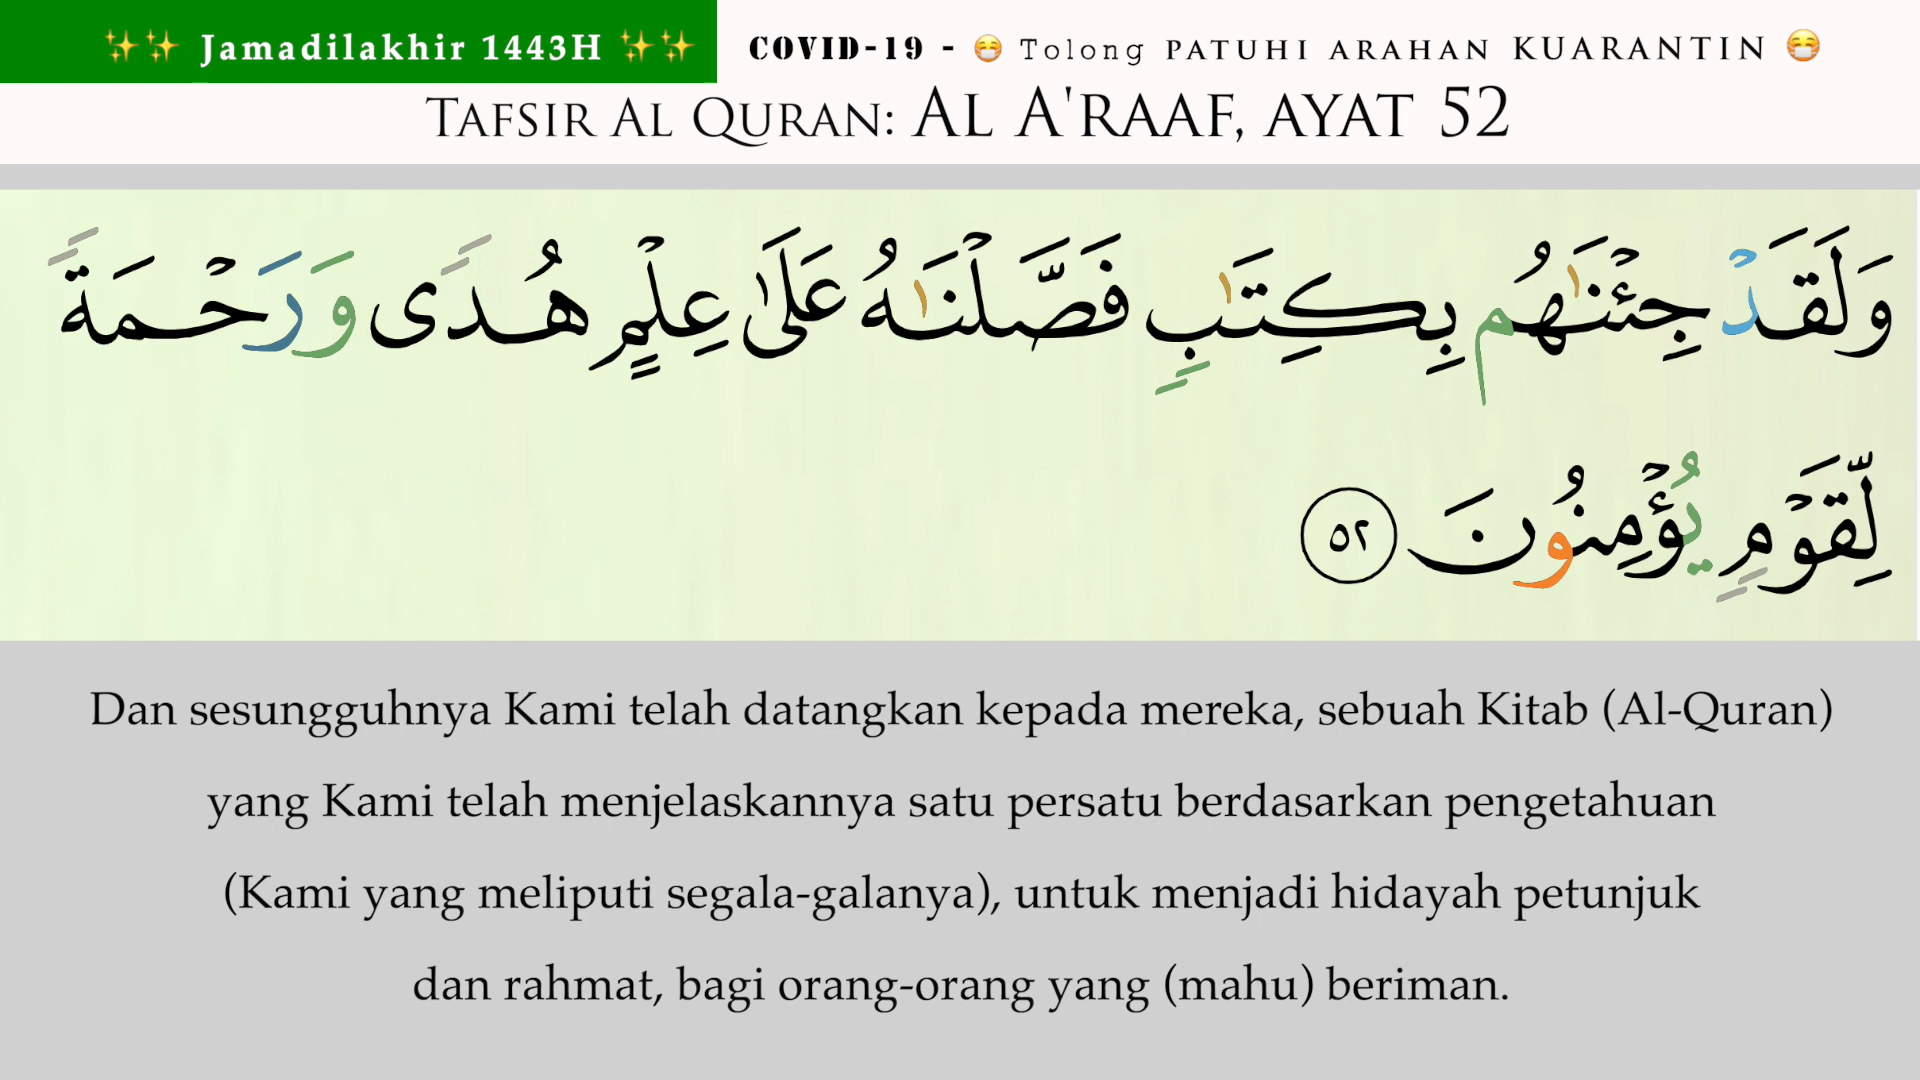 ✨✨ Jamadilakhir 1443H ✨✨ COVID-19 - 😷 Tolong PATUHI ARAHAN KUARANTIN 😷
TAFSIR AL QURAN: AL A'RAAF, AYAT 52
وَلَقَدْ جِئْنَٰهُم بِكِتَٰبٍ فَصَّلْنَٰهُ عَلَىٰ عِلْمٍ هُدًى وَرَحْمَةً
لِّقَوْمٍ يُؤْمِنُونَ ٥٢
Dan sesungguhnya Kami telah datangkan kepada mereka, sebuah Kitab (Al-Quran)
yang Kami telah menjelaskannya satu persatu berdasarkan pengetahuan
(Kami yang meliputi segala-galanya), untuk menjadi hidayah petunjuk
dan rahmat, bagi orang-orang yang (mahu) beriman.